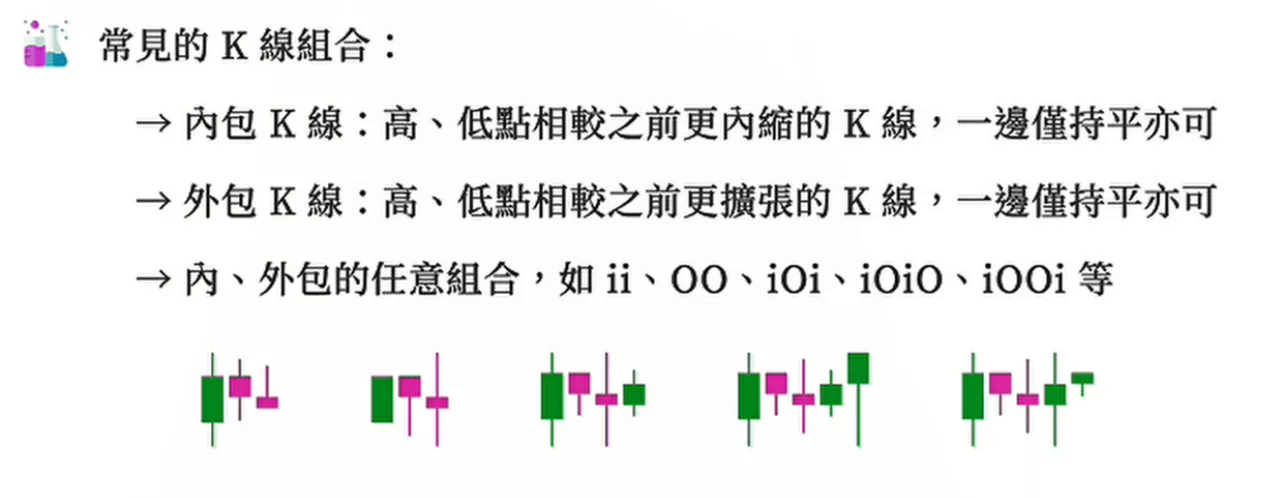 常見的 K 線組合：
→ 內包 K 線：高、低點相較之前更內縮的 K 線，一邊僅持平亦可
→ 外包 K 線：高、低點相較之前更擴張的 K 線，一邊僅持平亦可
→ 內、外包的任意組合，如 ii、OO、iOi、iOiO、iOOi 等